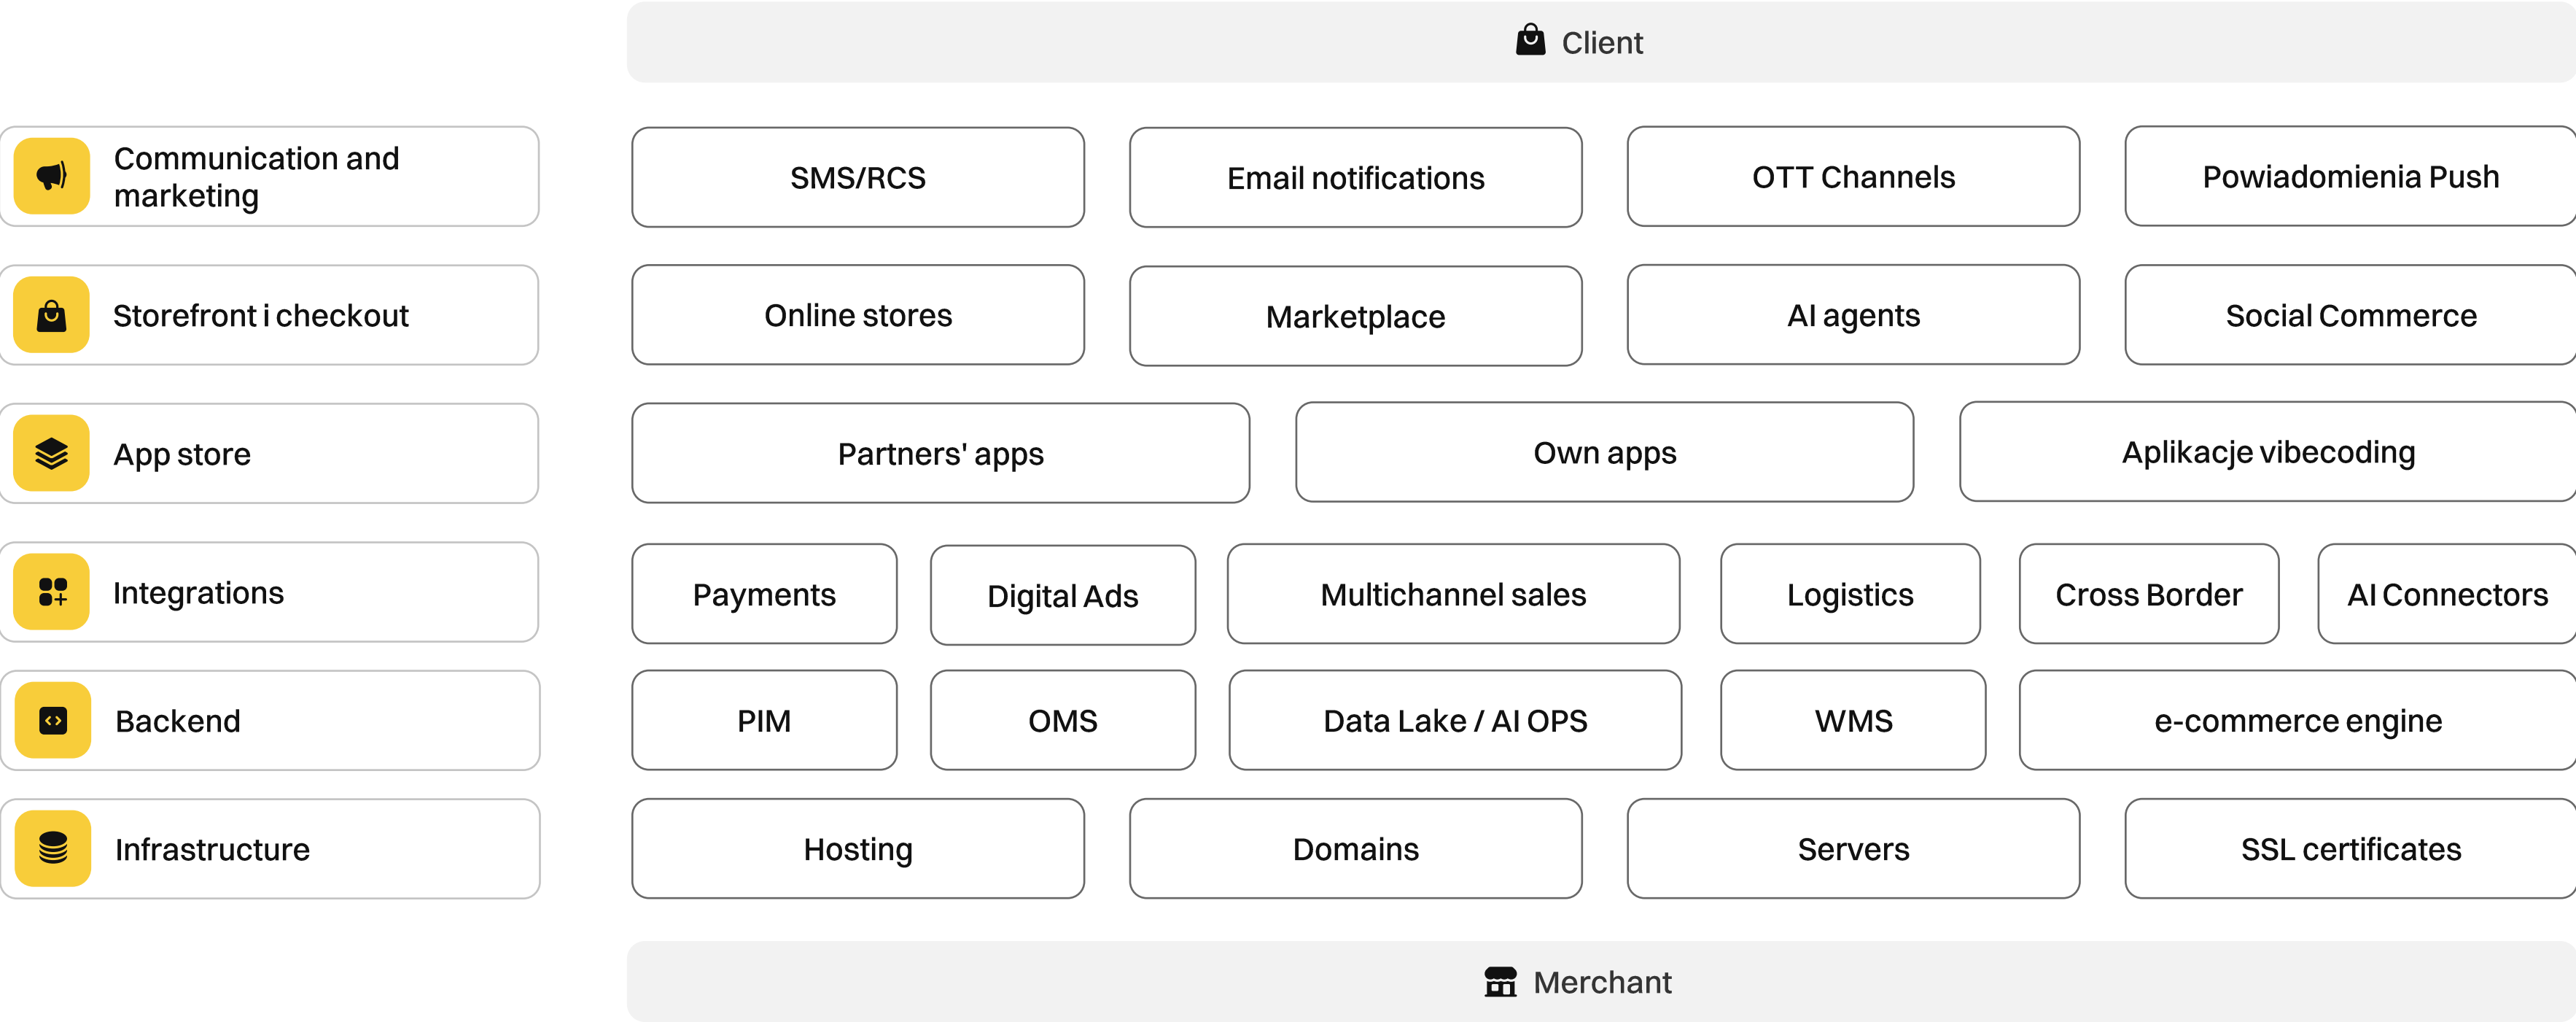 Client
Communication and
marketing
SMS/RCS
Email notifications
OTT Channels
Powiadomienia Push
Storefront i checkout
Online stores
Marketplace
AI agents
Social Commerce
App store
Partners' apps
Own apps
Aplikacje vibecoding
Integrations
Payments
Digital Ads
Multichannel sales
Logistics
Cross Border
AI Connectors
Backend
PIM
OMS
Data Lake / AI OPS
WMS
e-commerce engine
Infrastructure
Hosting
Domains
Servers
SSL certificates
Merchant